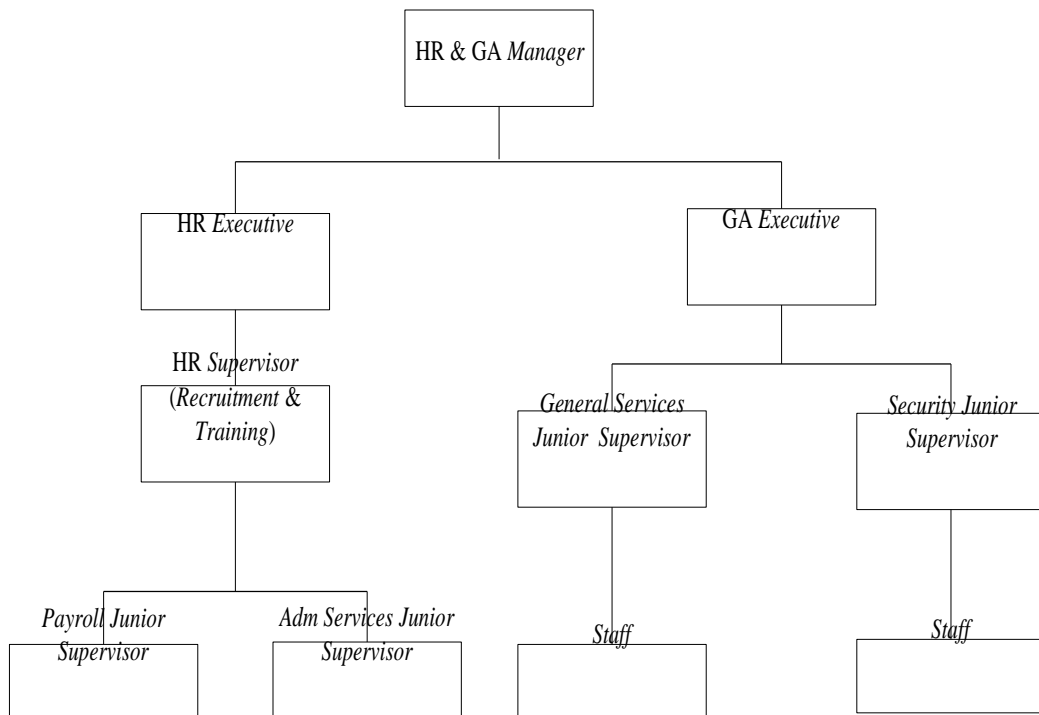 HR & GA Manager
HR Executive
GA Executive
HR Supervisor
(Recruitment &
Training)
General Services
Junior Supervisor
Security Junior
Supervisor
Payroll Junior
Supervisor
Adm Services Junior
Supervisor
Staff
Staff